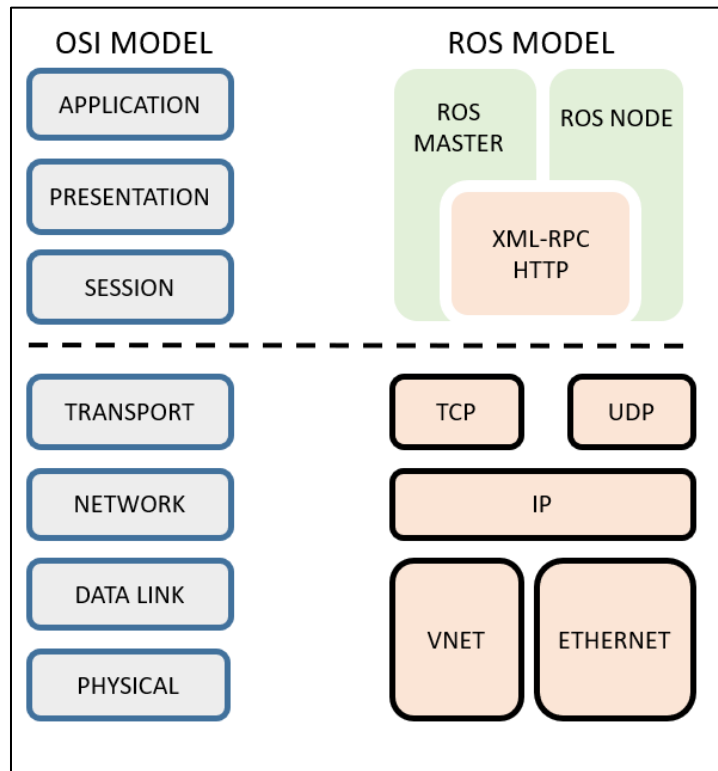 OSI MODEL
ROS MODEL
APPLICATION
PRESENTATION
SESSION
ROS
MASTER
ROS NODE
XML-RPC
HTTP
TRANSPORT
TCP
UDP
NETWORK
IP
DATA LINK
PHYSICAL
VNET
ETHERNET